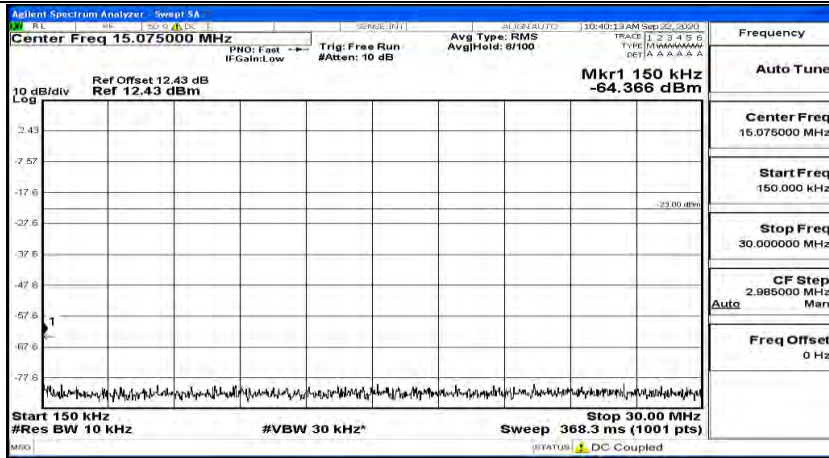 Agilent Spectrum Analyzer - Swept SA
RL RF 50 Ω DC SENSE:INT ALIGN AUTO 10:40:13 AM Sep 22, 2020
Center Freq 15.075000 MHz
PNO: Fast
IFGain:Low
Trig: Free Run
#Atten: 10 dB
Avg Type: RMS
Avg|Hold: 8/100
TRACE 1 2 3 4 5 6
TYPE M
DET A A A A A A
Ref Offset 12.43 dB
Ref 12.43 dBm
10 dB/div
Log
Mkr1 150 kHz
-64.366 dBm
2.43
-7.57
-17.6
-27.6
-37.6
-47.6
-57.6
-67.6
-77.6
-23.00 dBm
1
Start 150 kHz
#Res BW 10 kHz
#VBW 30 kHz*
Stop 30.00 MHz
Sweep 368.3 ms (1001 pts)
MSG
STATUS DC Coupled
Frequency
Auto Tune
Center Freq
15.075000 MHz
Start Freq
150.000 kHz
Stop Freq
30.000000 MHz
CF Step
2.985000 MHz
Auto Man
Freq Offset
0 Hz